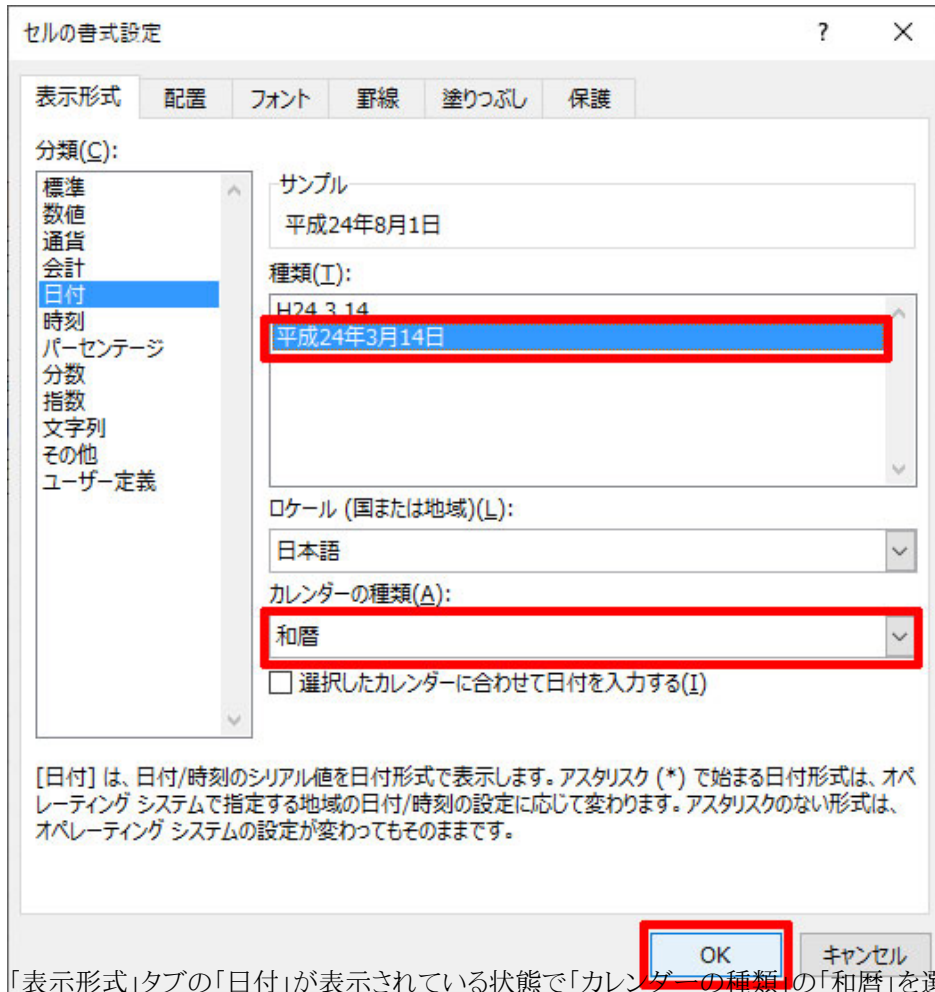 セルの書式設定 ?
表示形式 配置 フォント 罫線 塗りつぶし 保護
分類(C):
標準
数値
通貨
会計
日付
時刻
パーセンテージ
分数
指数
文字列
その他
ユーザー定義
サンプル
平成24年8月1日
種類(T):
H24.3.14
平成24年3月14日
ロケール (国または地域)(L):
日本語
カレンダーの種類(A):
和暦
選択したカレンダーに合わせて日付を入力する(I)
[日付] は、日付/時刻のシリアル値を日付形式で表示します。アスタリスク (*) で始まる日付形式は、オペ
レーティング システムで指定する地域の日付/時刻の設定に応じて変わります。アスタリスクのない形式は、
オペレーティング システムの設定が変わってもそのままです。
OK キャンセル
「表示形式」タブの「日付」が表示されている状態で「カレンダーの種類」の「和暦」を選